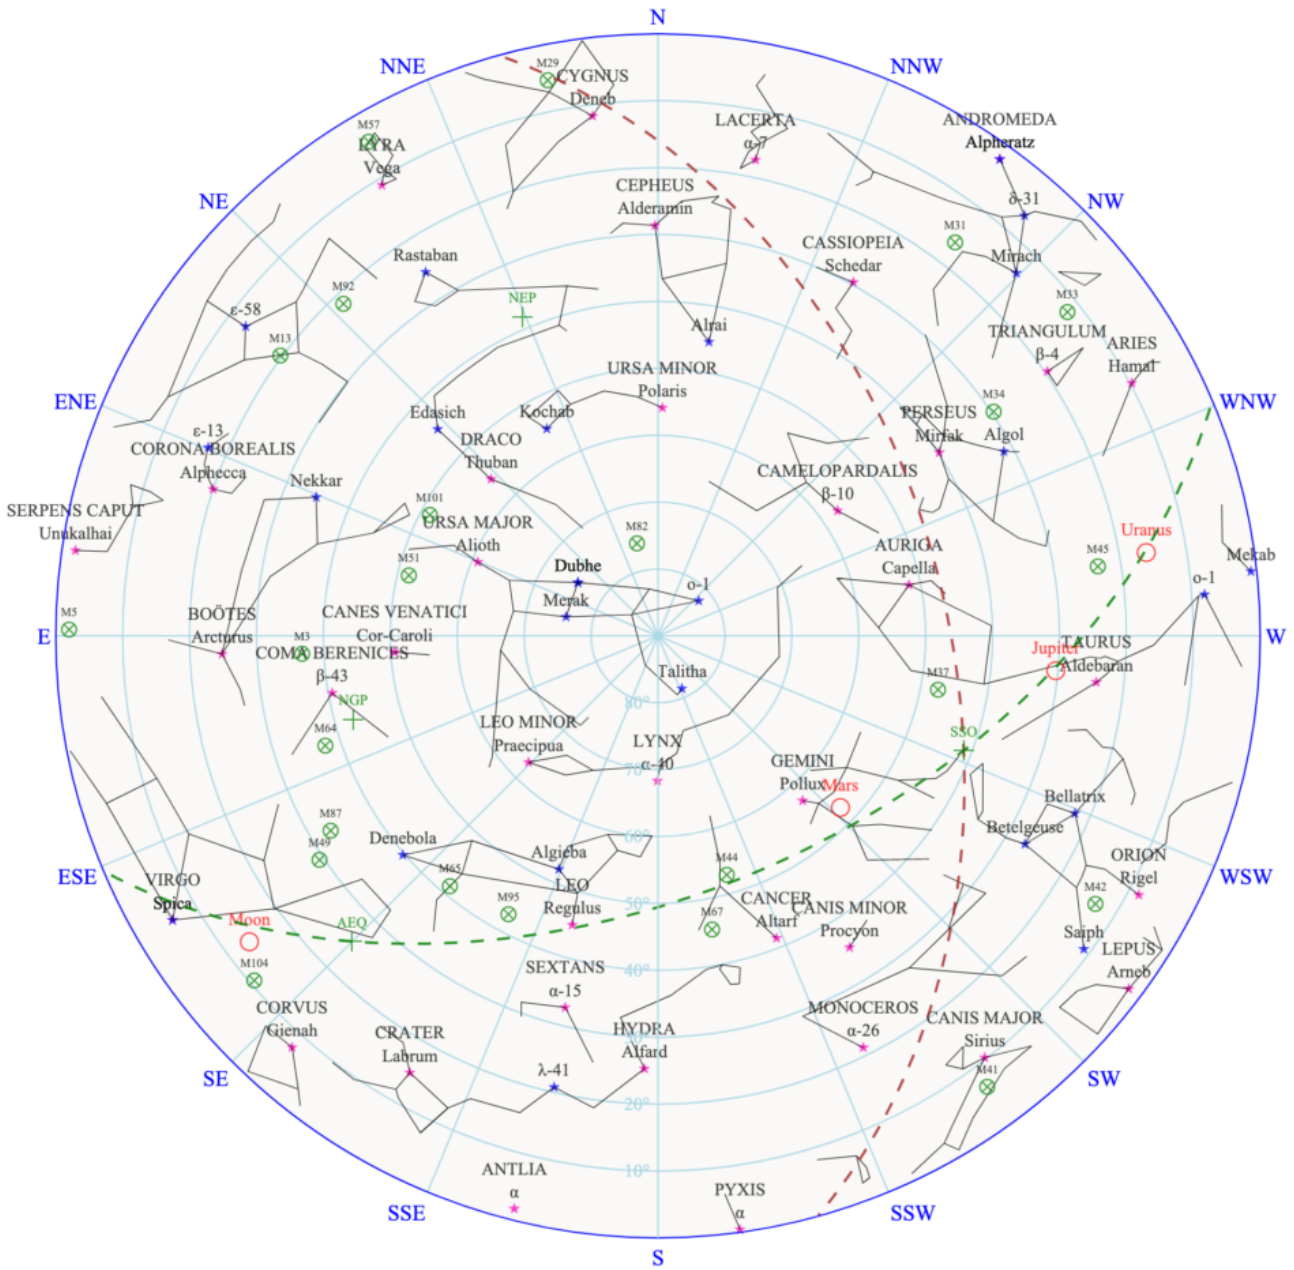 N
NNE
NNW
M29
CYGNUS
Deneb
LACERTA
α-7
ANDROMEDA
Alpheratz
M57
LYRA
Vega
NE
NW
CEPHEUS
Alderamin
δ-31
M31
CASSIOPEIA
Schedar
Mirach
Rastaban
M92
NEP
M33
ε-58
M13
Alrai
TRIANGULUM
β-4
ARIES
Hamal
URSA MINOR
Polaris
ENE
WNW
Edasich
Kochab
M34
PERSEUS
Mirfak
Algol
ε-13
CORONA BOREALIS
Alphecca
DRACO
Thuban
CAMELOPARDALIS
β-10
Nekkar
M101
SERPENS CAPUT
Unukalhai
URSA MAJOR
Alioth
M82
Uranus
AURIGA
Capella
M45
Mekab
M51
Dubhe
Merak
ο-1
ο-1
M5
E
BOÖTES
Arcturus
CANES VENATICI
Cor-Caroli
W
M3
COMA BERENICES
β-43
TAURUS
Jupiter
Aldebaran
Talitha
M37
NGP
80°
M64
LEO MINOR
Praecipua
LYNX
α-40
SSO
70°
GEMINI
Pollux
Mars
Bellatrix
M87
M49
60°
Betelgeuse
Denebola
Algieba
ORION
Rigel
ESE
WSW
VIRGO
Spica
M65
LEO
Regulus
M44
M42
M95
50°
CANCER
Altarf
CANIS MINOR
Procyon
Moon
AEQ
M67
Saiph
LEPUS
Arneb
M104
SEXTANS
α-15
40°
CORVUS
Gienah
CRATER
Labrum
30°
HYDRA
Alfard
MONOCEROS
α-26
CANIS MAJOR
Sirius
SE
λ-41
M41
SW
20°
10°
ANTLIA
α
PYXIS
α
SSE
SSW
S